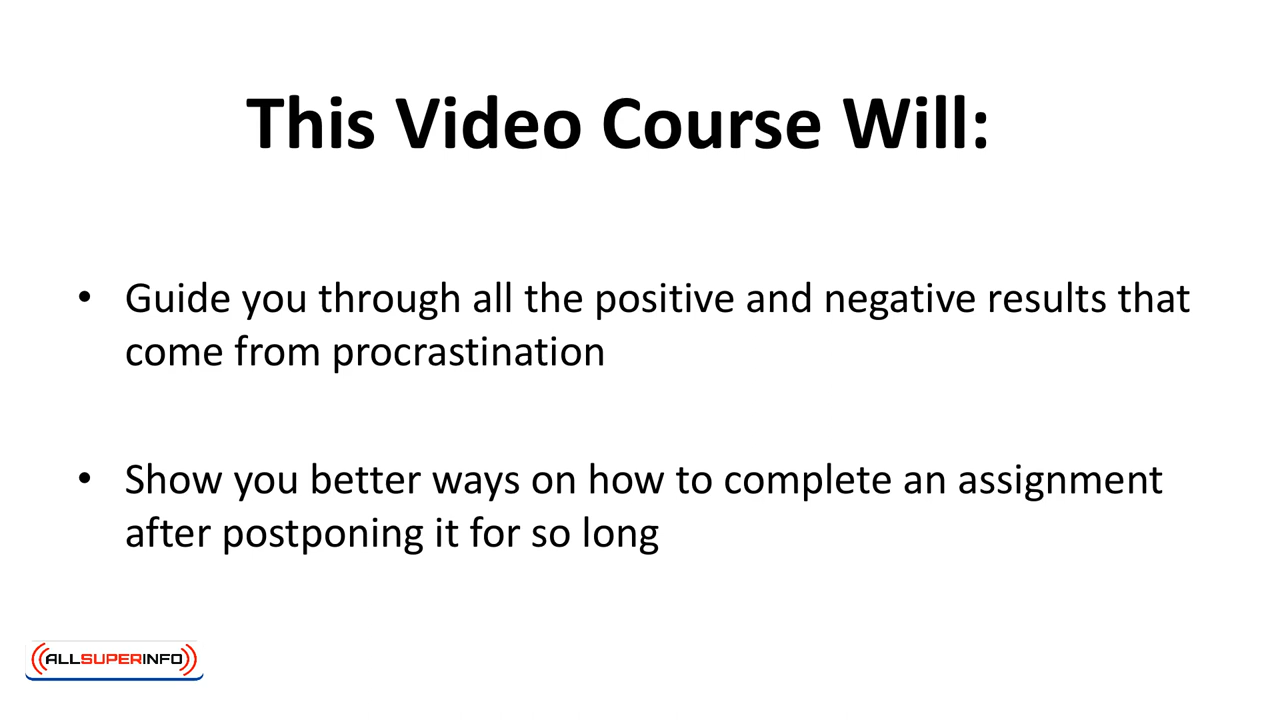 This Video Course Will:
• Guide you through all the positive and negative results that
come from procrastination
• Show you better ways on how to complete an assignment
after postponing it for so long
ALLSUPERINFO